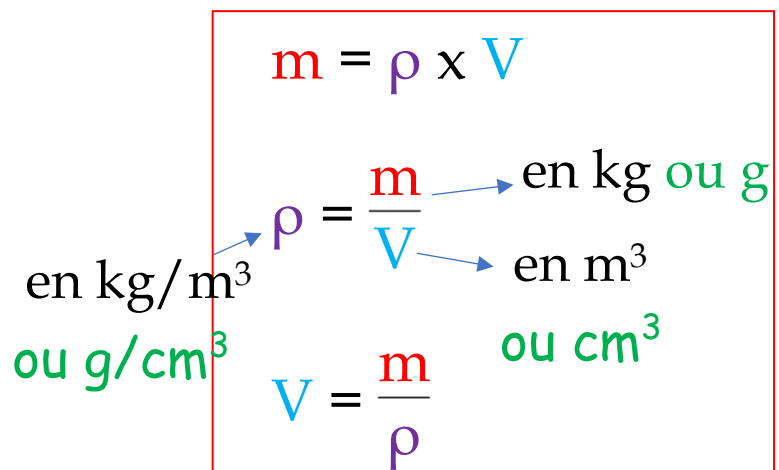 m = ρ x V
ρ = m/V
en kg ou g
en m³
ou cm³
en kg/m³
ou g/cm³
V = m/ρ